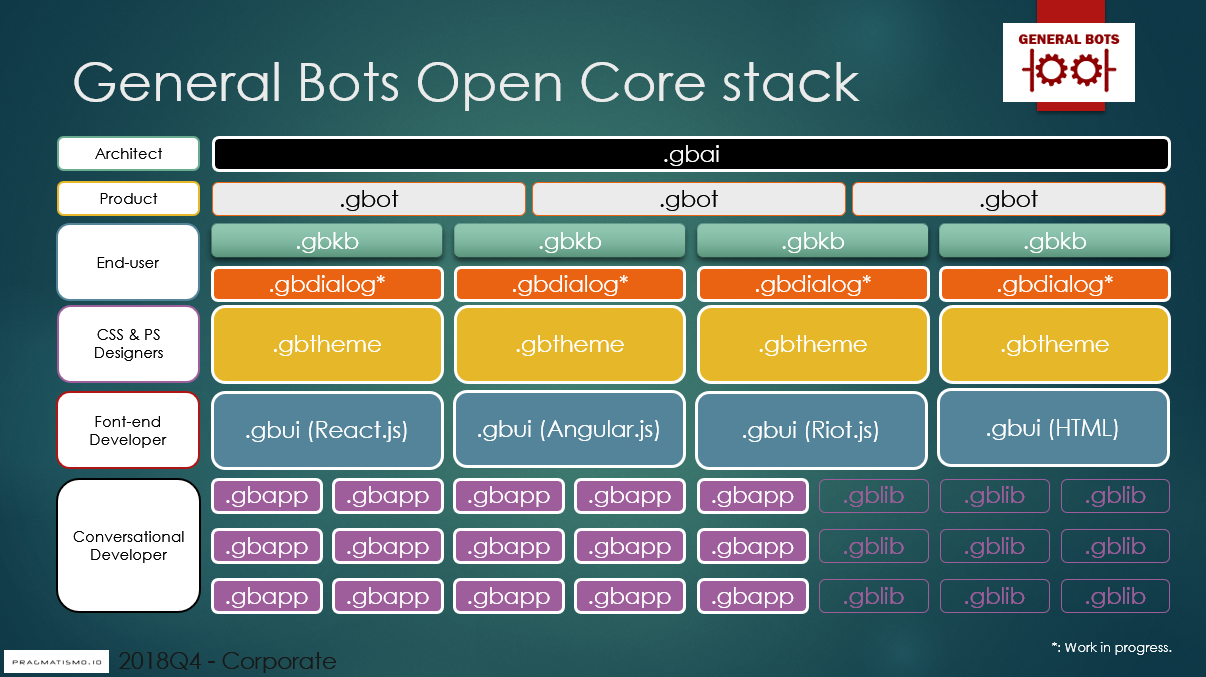 GENERAL BOTS
General Bots Open Core stack
Architect
.gbai
Product
.gbot .gbot .gbot
End-user
.gbkb .gbkb .gbkb .gbkb
.gbdialog* .gbdialog* .gbdialog* .gbdialog*
CSS & PS
Designers
.gbtheme .gbtheme .gbtheme .gbtheme
Font-end
Developer
.gbui (React.js) .gbui (Angular.js) .gbui (Riot.js) .gbui (HTML)
Conversational
Developer
.gbapp .gbapp .gbapp .gbapp .gbapp .gblib .gblib .gblib
.gbapp .gbapp .gbapp .gbapp .gbapp .gblib .gblib .gblib
.gbapp .gbapp .gbapp .gbapp .gbapp .gblib .gblib .gblib
*: Work in progress.
PRAGMATISMO.IO
2018Q4 - Corporate